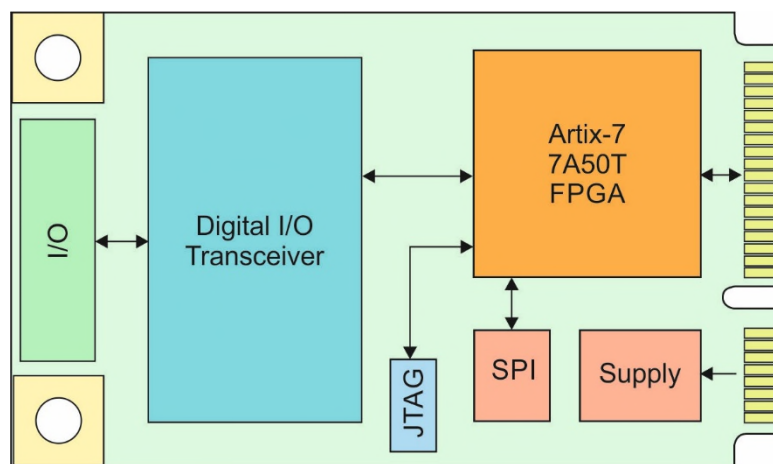 I/O
Digital I/O
Transceiver
Artix-7
7A50T
FPGA
JTAG
SPI
Supply